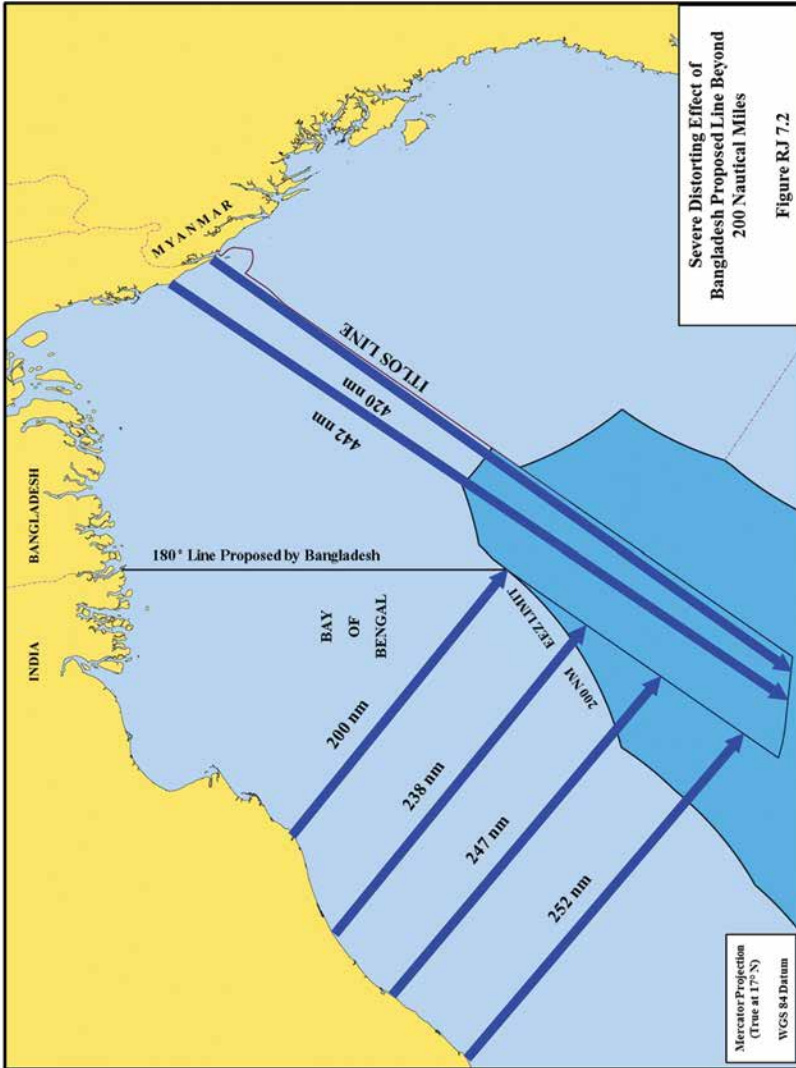 INDIA
BANGLADESH
MYANMAR
180° Line Proposed by Bangladesh
BAY
OF
BENGAL
ITLOS LINE
420 nm
442 nm
200 nm
238 nm
247 nm
252 nm
EEZ LIMIT
200 NM
Mercator Projection
(True at 17° N)
WGS 84 Datum
Severe Distorting Effect of
Bangladesh Proposed Line Beyond
200 Nautical Miles
Figure RJ 7.2